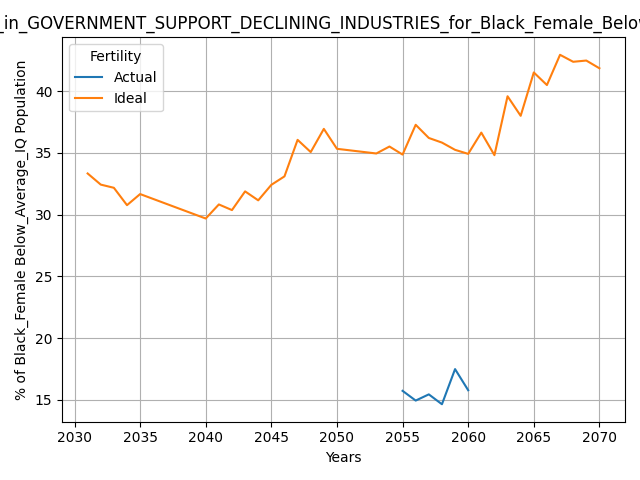 _in_GOVERNMENT_SUPPORT_DECLINING_INDUSTRIES_for_Black_Female_Below
Fertility
Actual
Ideal
% of Black_Female Below_Average_IQ Population
40
35
30
25
20
15
2030 2035 2040 2045 2050 2055 2060 2065 2070
Years